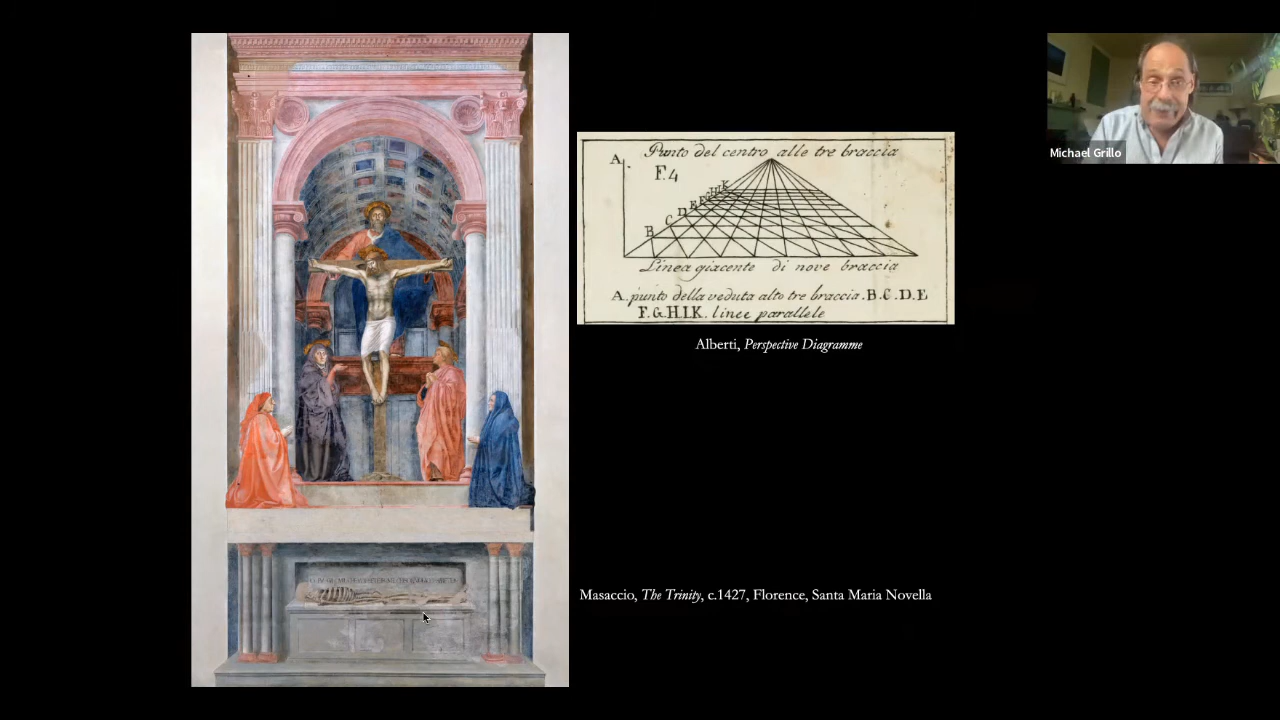 Michael Grillo
Punto del centro alle tre braccia
A
F.4
K
I
H
G
F
E
D
C
B
Linea giacente di nove braccia
A. punto della veduta alto tre braccia. B. C. D. E
F. G. H. I. K. linee parallele
Alberti, Perspective Diagramme
Masaccio, The Trinity, c.1427, Florence, Santa Maria Novella